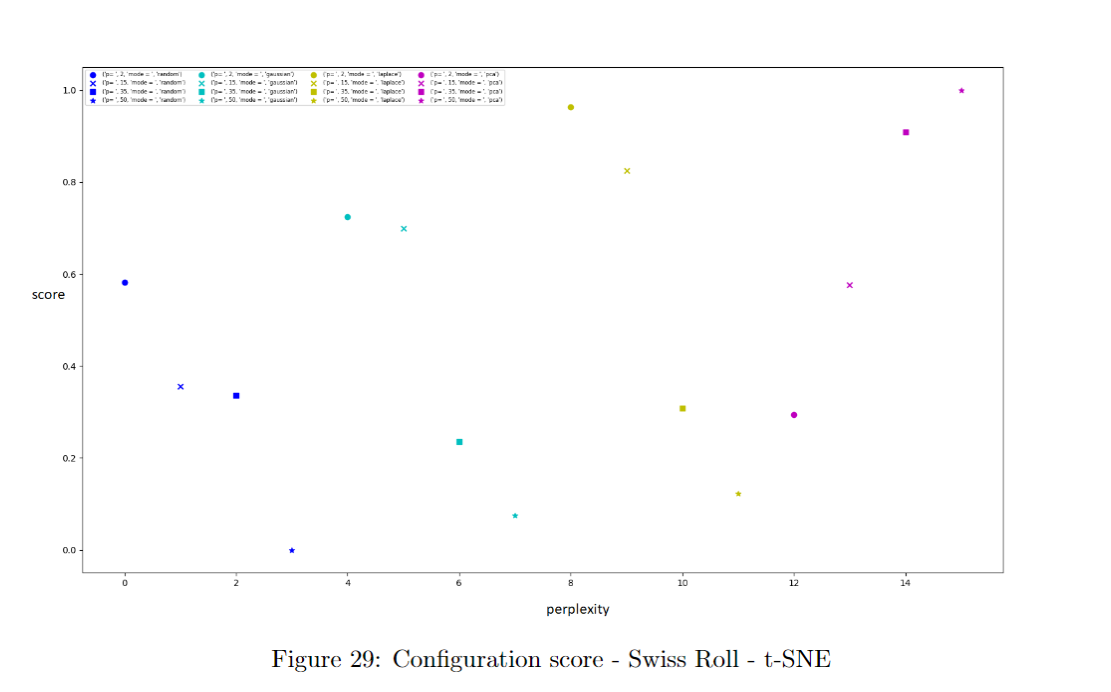 ('p= ', 2, 'mode = ', 'random') ('p= ', 2, 'mode = ', 'gaussian') ('p= ', 2, 'mode = ', 'laplace') ('p= ', 2, 'mode = ', 'pca')
('p= ', 15, 'mode = ', 'random') ('p= ', 15, 'mode = ', 'gaussian') ('p= ', 15, 'mode = ', 'laplace') ('p= ', 15, 'mode = ', 'pca')
('p= ', 35, 'mode = ', 'random') ('p= ', 35, 'mode = ', 'gaussian') ('p= ', 35, 'mode = ', 'laplace') ('p= ', 35, 'mode = ', 'pca')
('p= ', 50, 'mode = ', 'random') ('p= ', 50, 'mode = ', 'gaussian') ('p= ', 50, 'mode = ', 'laplace') ('p= ', 50, 'mode = ', 'pca')
1.0
0.8
0.6
score
0.4
0.2
0.0
0 2 4 6 8 10 12 14
perplexity
Figure 29: Configuration score - Swiss Roll - t-SNE